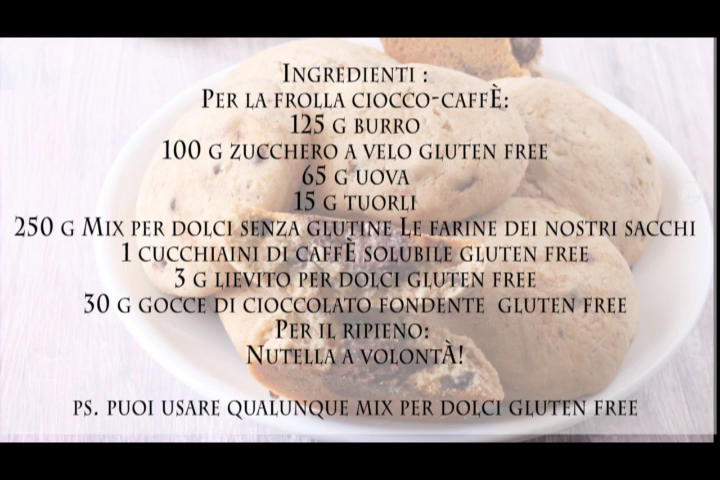 Ingredienti :
Per la frolla ciocco-caffÈ:
125 g burro
100 g zucchero a velo gluten free
65 g uova
15 g tuorli
250 g Mix per dolci senza glutine Le farine dei nostri sacchi
1 cucchiaini di caffÈ solubile gluten free
3 g lievito per dolci gluten free
30 g gocce di cioccolato fondente gluten free
Per il ripieno:
Nutella a volontÀ!
ps. puoi usare qualunque mix per dolci gluten free